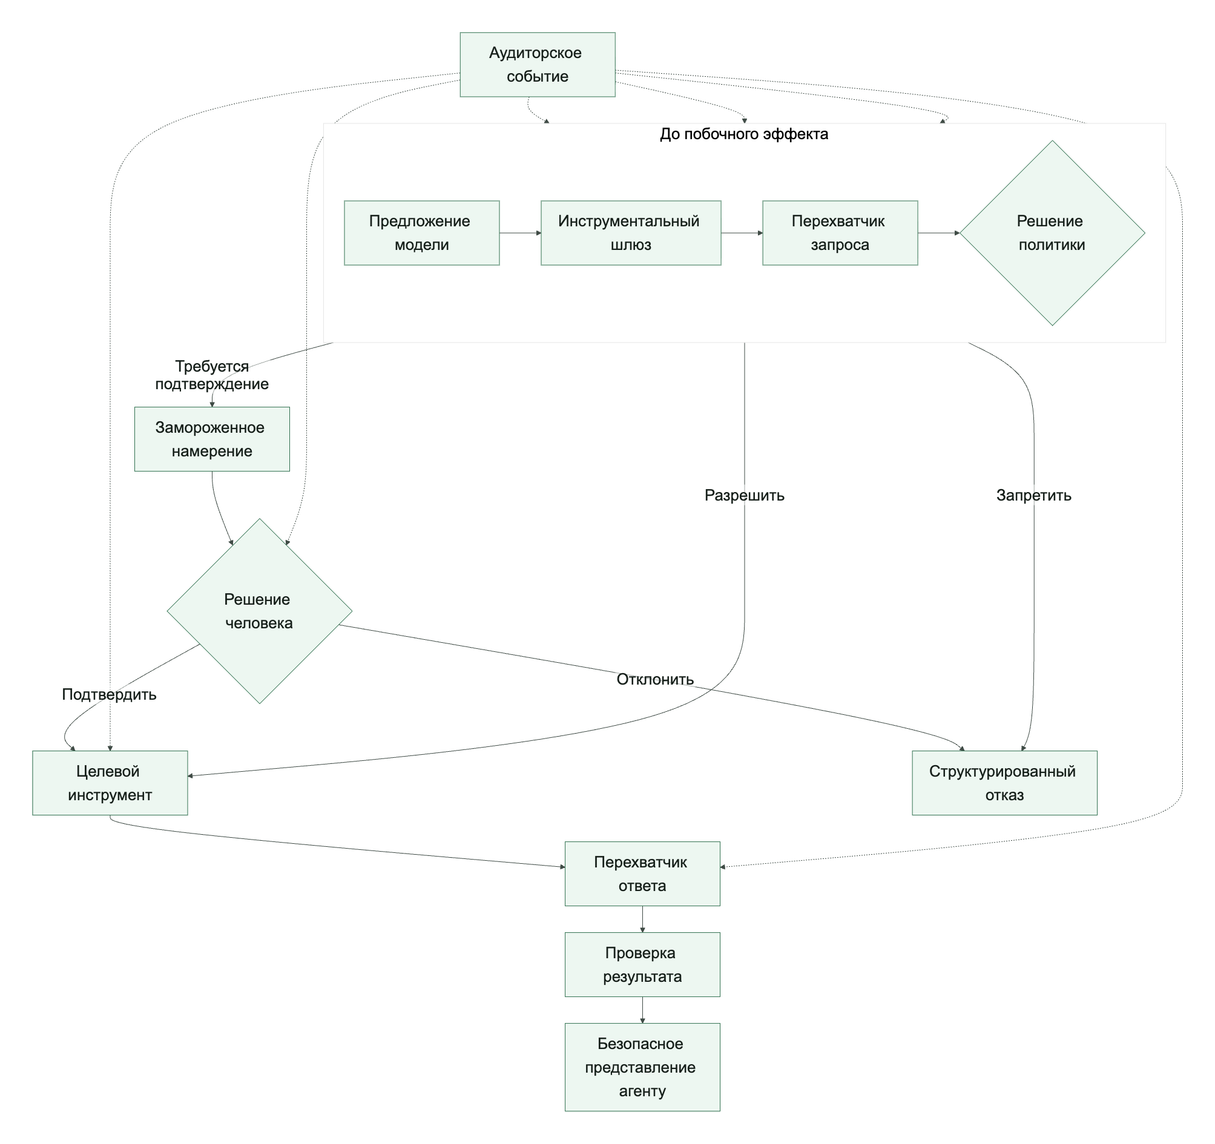 Аудиторское
событие
До побочного эффекта
Предложение
модели
Инструментальный
шлюз
Перехватчик
запроса
Решение
политики
Требуется
подтверждение
Замороженное
намерение
Разрешить
Запретить
Решение
человека
Отклонить
Подтвердить
Целевой
инструмент
Структурированный
отказ
Перехватчик
ответа
Проверка
результата
Безопасное
представление
агенту